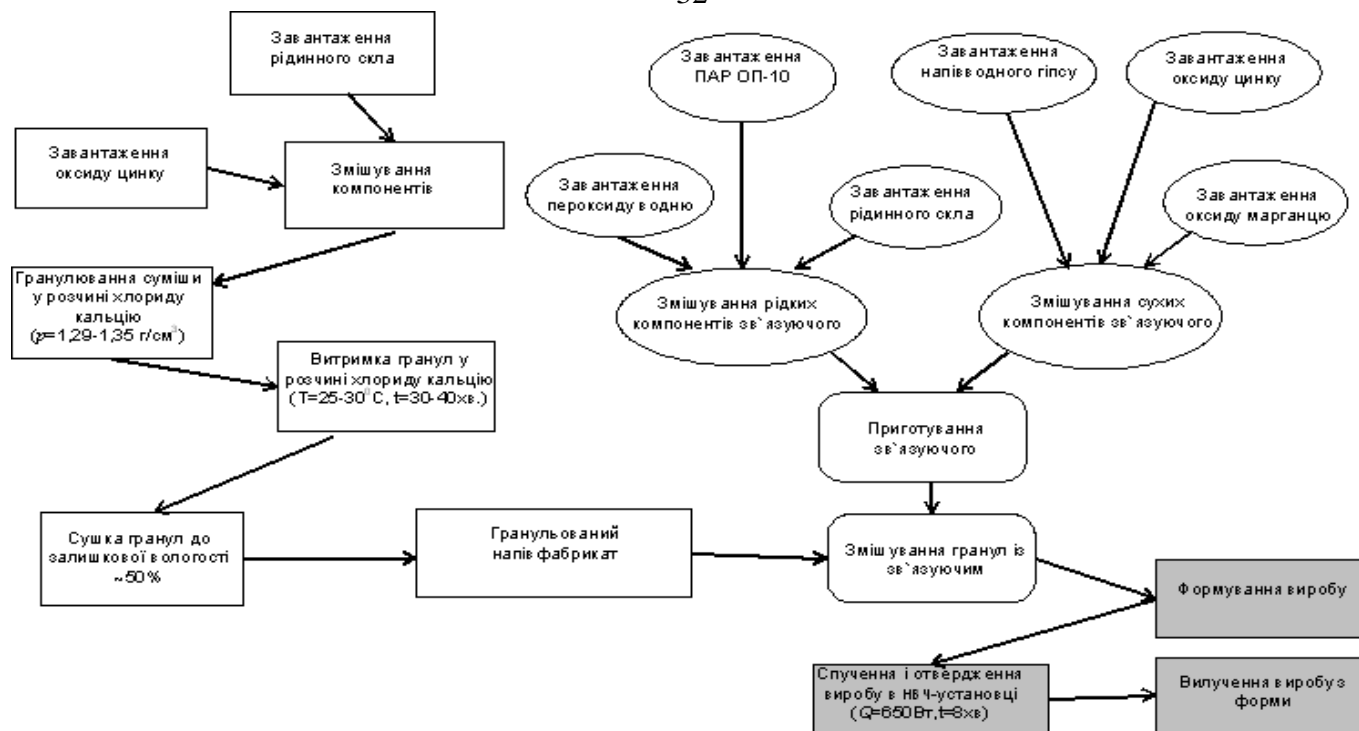 32
Завантаження
рідинного скла
Завантаження
ПАР ОП-10
Завантаження
напівводного гіпсу
Завантаження
оксиду цинку
Завантаження
оксиду цинку
Змішування
компонентів
Завантаження
пероксиду водню
Завантаження
рідинного скла
Завантаження
оксиду марганцю
Гранулювання суміши
у розчині хлориду
кальцію
(p=1,29-1,35 г/см³)
Змішування рідких
компонентів зв`язуючого
Змішування сухих
компонентів зв`язуючого
Витримка гранул у
розчині хлориду кальцію
(T=25-30°C, t=30-40хв.)
Приготування
зв`язуючого
Сушка гранул до
залишкової вологості
~50%
Гранульований
напівфабрикат
Змішування гранул із
зв`язуючим
Формування виробу
Спучення і отвердження
виробу в НВЧ-установці
(Q=650Вт,t=8хв)
Вилучення виробу з
форми